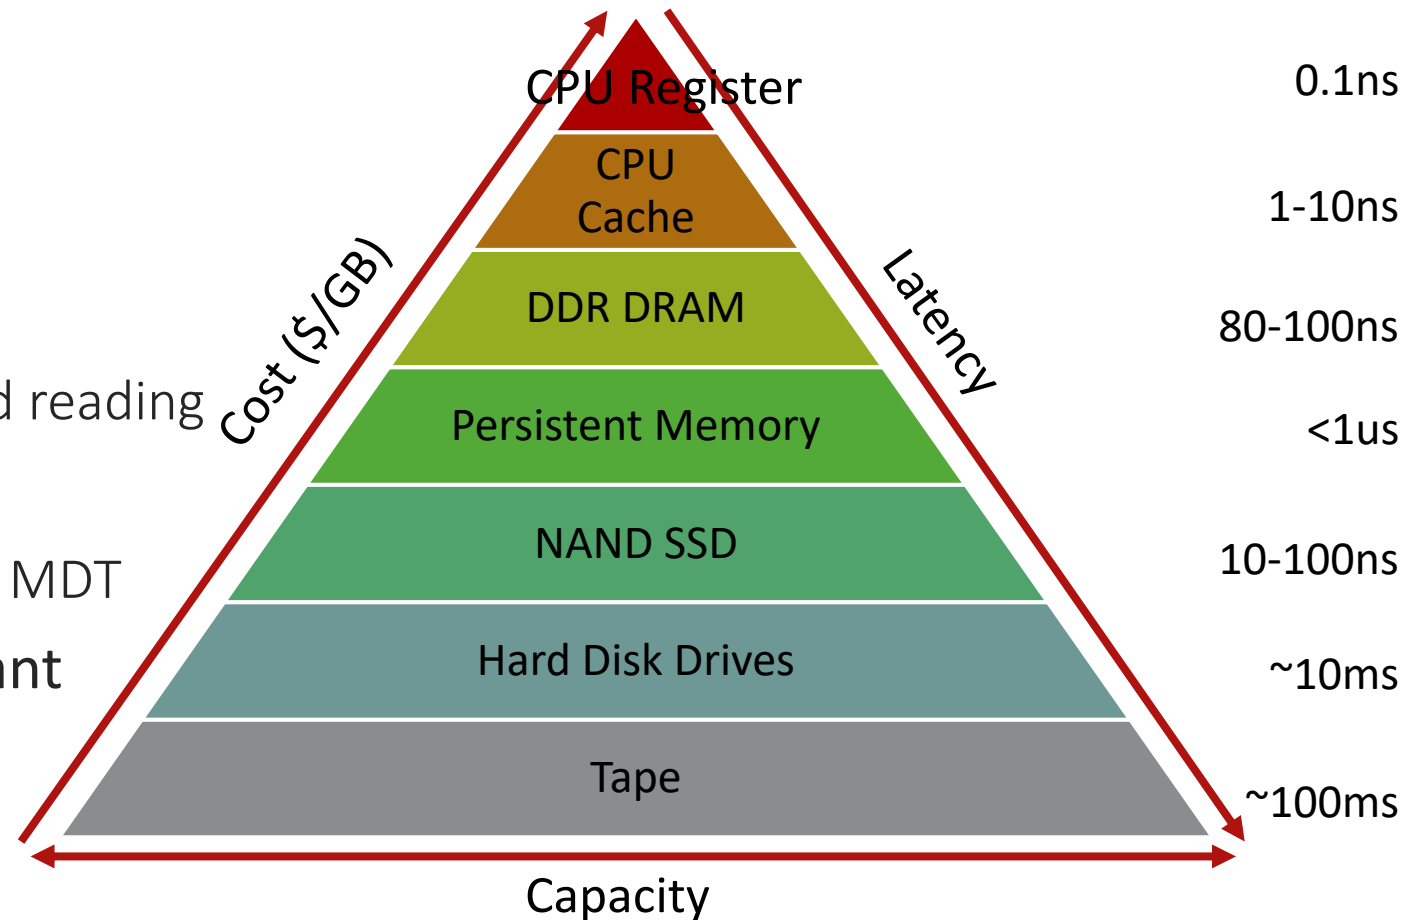 CPU Register
0.1ns
CPU
Cache
1-10ns
Cost ($/GB)
Latency
DDR DRAM
80-100ns
d reading
Persistent Memory
<1us
NAND SSD
10-100ns
MDT
Hard Disk Drives
~10ms
ant
Tape
~100ms
Capacity